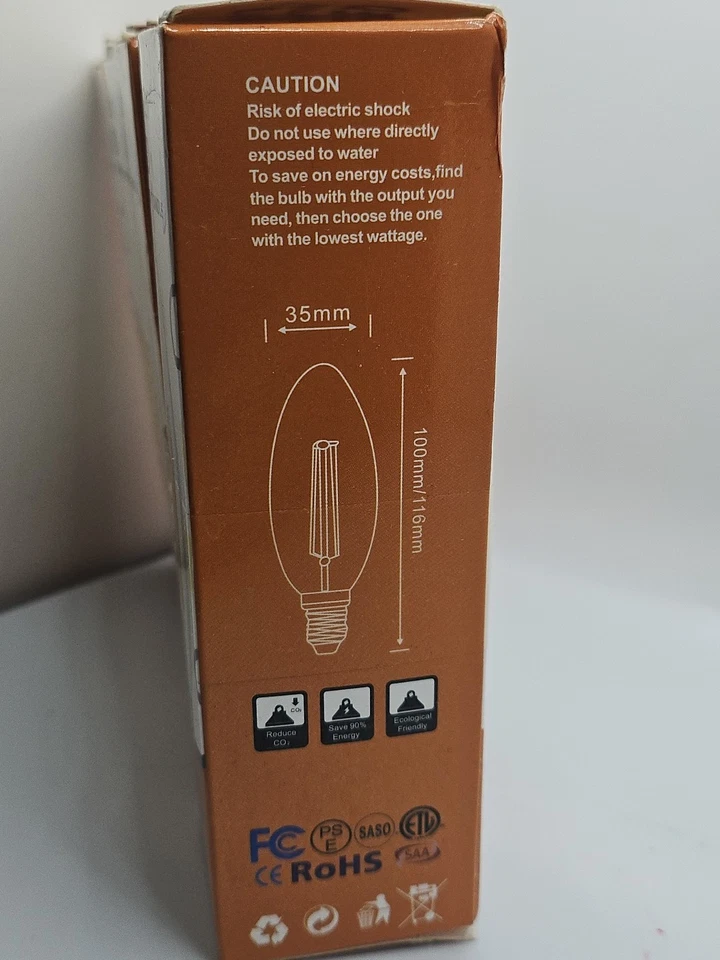 CAUTION
Risk of electric shock
Do not use where directly
exposed to water
To save on energy costs,find
the bulb with the output you
need, then choose the one
with the lowest wattage.
35mm
100mm/116mm
CO₂
Reduce
CO₂
Save 90%
Energy
Ecological
Friendly
FC
PS
E
SASO
ETL
CE RoHS
SAA